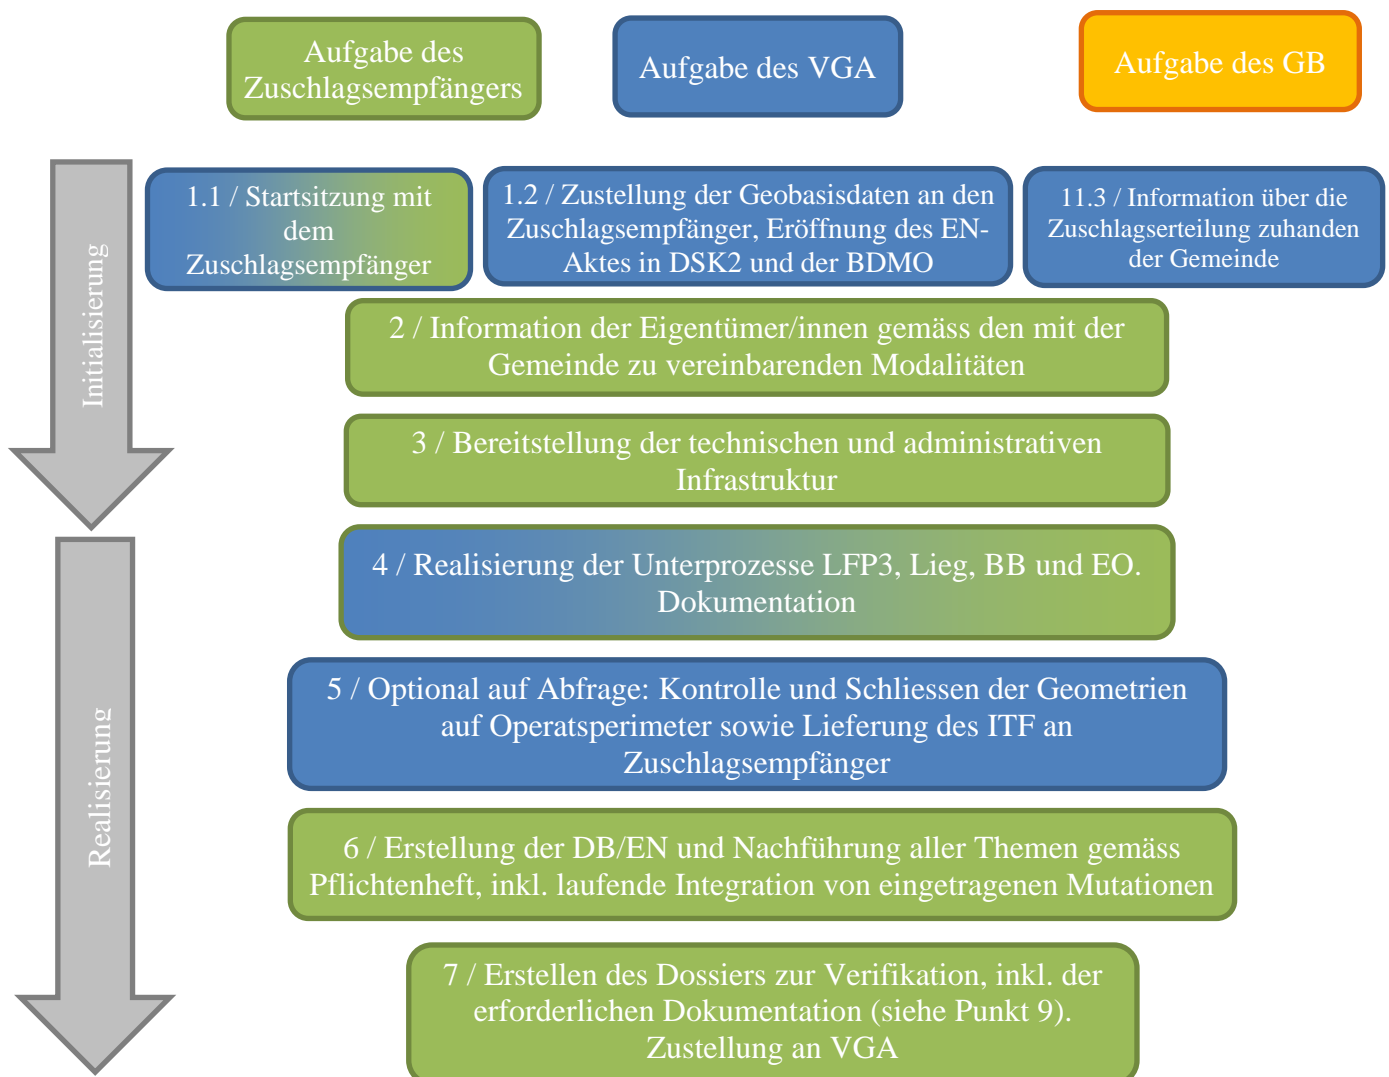 Aufgabe des
Zuschlagsempfängers
Aufgabe des VGA
Aufgabe des GB
Initialisierung
1.1 / Startsitzung mit
dem
Zuschlagsempfänger
1.2 / Zustellung der Geobasisdaten an den
Zuschlagsempfänger, Eröffnung des EN-
Aktes in DSK2 und der BDMO
11.3 / Information über die
Zuschlagserteilung zuhanden
der Gemeinde
2 / Information der Eigentümer/innen gemäss den mit der
Gemeinde zu vereinbarenden Modalitäten
3 / Bereitstellung der technischen und administrativen
Infrastruktur
Realisierung
4 / Realisierung der Unterprozesse LFP3, Lieg, BB und EO.
Dokumentation
5 / Optional auf Abfrage: Kontrolle und Schliessen der Geometrien
auf Operatsperimeter sowie Lieferung des ITF an
Zuschlagsempfänger
6 / Erstellung der DB/EN und Nachführung aller Themen gemäss
Pflichtenheft, inkl. laufende Integration von eingetragenen Mutationen
7 / Erstellen des Dossiers zur Verifikation, inkl. der
erforderlichen Dokumentation (siehe Punkt 9).
Zustellung an VGA